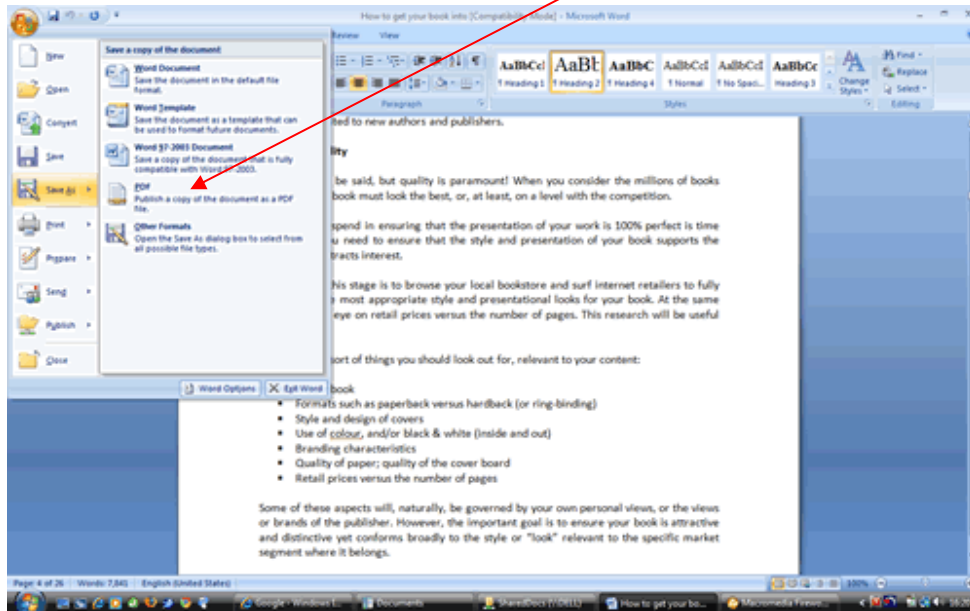 How to get your book into [Compatibility Mode] - Microsoft Word
Review View
New
Open
Convert
Save
Save As
Print
Prepare
Send
Publish
Close
Save a copy of the document
Word Document
Save the document in the default file
format.
Word Template
Save the document as a template that can
be used to format future documents.
Word 97-2003 Document
Save a copy of the document that is fully
compatible with Word 97-2003.
PDF
Publish a copy of the document as a PDF
file.
Other Formats
Open the Save As dialog box to select from
all possible file types.
Word Options Exit Word
AaBbCcI AaBb AaBbC AaBbCcI AaBbCcI AaBbCc
Heading 1 Heading 2 Heading 4 Normal No Spaci... Heading 3
Change
Styles
Find
Replace
Select
Paragraph Styles Editing
ted to new authors and publishers.
lity
be said, but quality is paramount! When you consider the millions of books
book must look the best, or, at least, on a level with the competition.
spend in ensuring that the presentation of your work is 100% perfect is time
u need to ensure that the style and presentation of your book supports the
tracts interest.
his stage is to browse your local bookstore and surf internet retailers to fully
most appropriate style and presentational looks for your book. At the same
eye on retail prices versus the number of pages. This research will be useful
sort of things you should look out for, relevant to your content:
book
▪ Formats such as paperback versus hardback (or ring-binding)
▪ Style and design of covers
▪ Use of colour, and/or black & white (inside and out)
▪ Branding characteristics
▪ Quality of paper; quality of the cover board
▪ Retail prices versus the number of pages
Some of these aspects will, naturally, be governed by your own personal views, or the views
or brands of the publisher. However, the important goal is to ensure your book is attractive
and distinctive yet conforms broadly to the style or "look" relevant to the specific market
segment where it belongs.
Page: 4 of 26 Words: 7,841 English (United States) 100%
Google - Windows I... Documents SharedDocs (\\DELL) How to get your bo... Macromedia Firewo...